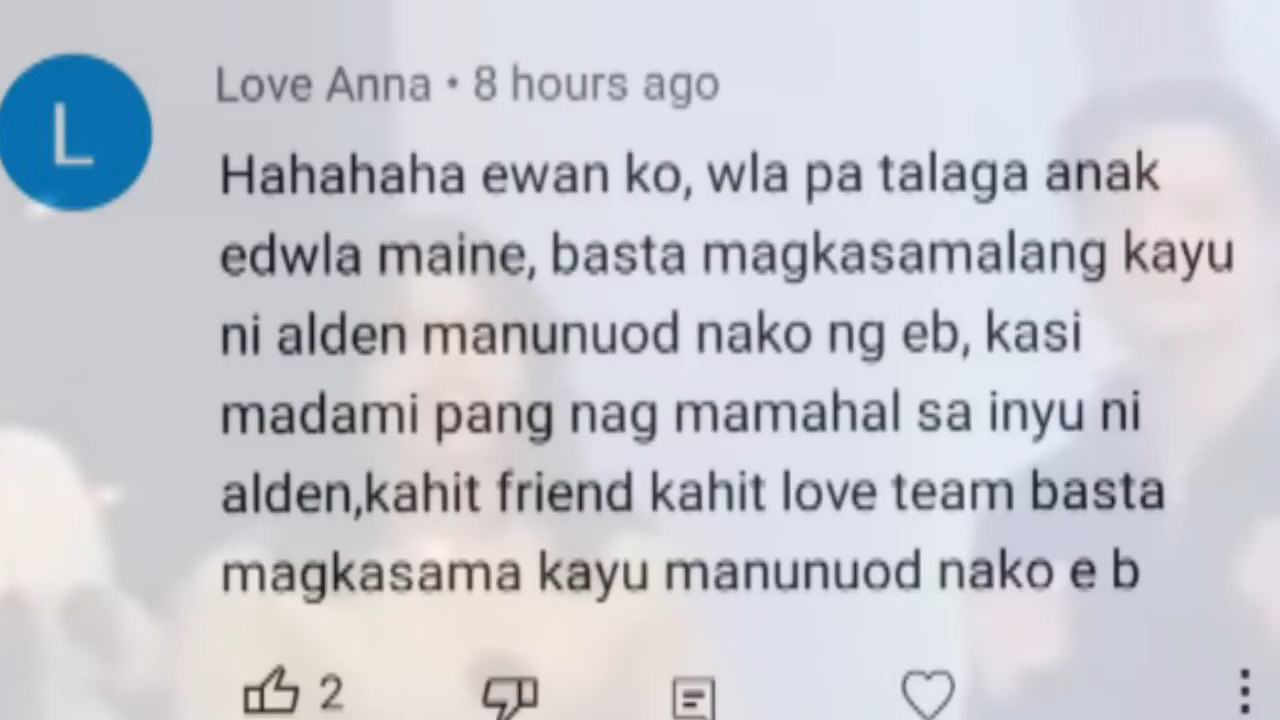 L
Love Anna • 8 hours ago
Hahahaha ewan ko, wla pa talaga anak
edwla maine, basta magkasamalang kayu
ni alden manunuod nako ng eb, kasi
madami pang nag mamahal sa inyu ni
alden,kahit friend kahit love team basta
magkasama kayu manunuod nako e b
2